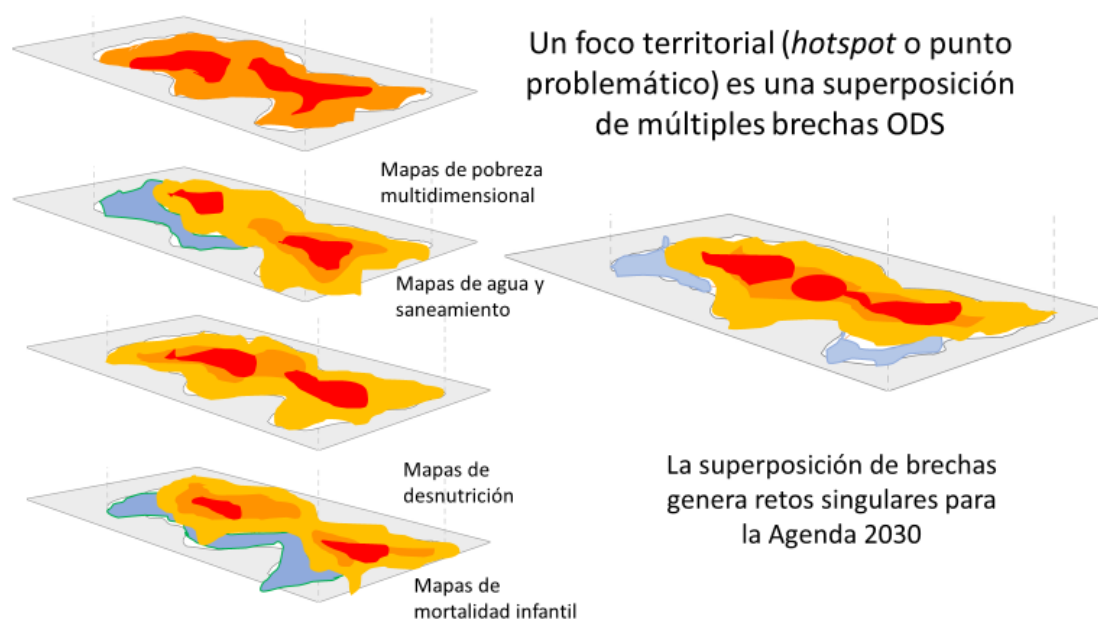 Un foco territorial (hotspot o punto
problemático) es una superposición
de múltiples brechas ODS
Mapas de pobreza
multidimensional
Mapas de agua y
saneamiento
Mapas de
desnutrición
Mapas de
mortalidad infantil
La superposición de brechas
genera retos singulares para
la Agenda 2030